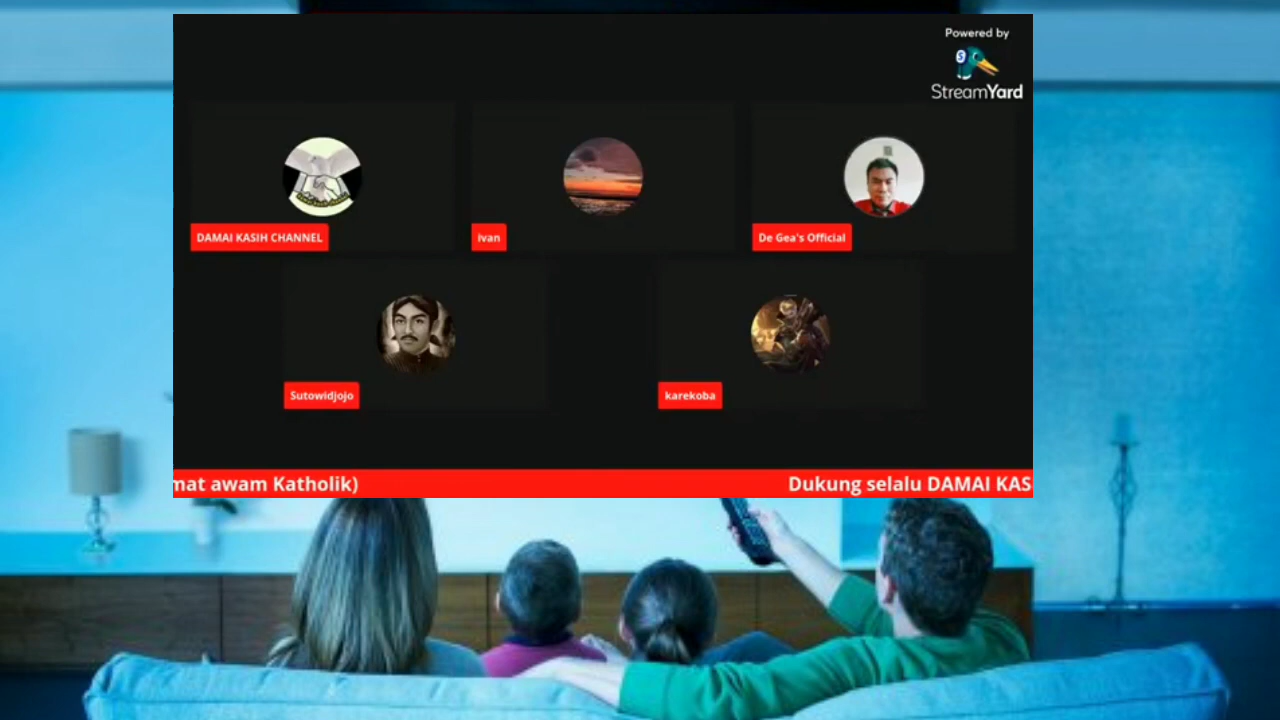 Powered by
StreamYard
DAMAI KASIH CHANNEL
ivan
De Gea's Official
Sutowidjojo
karekoba
mat awam Katholik)
Dukung selalu DAMAI KAS